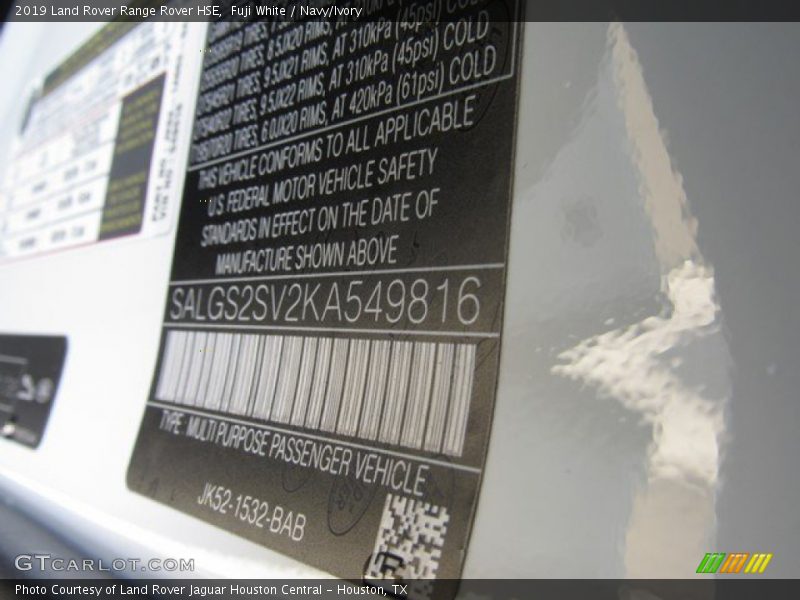 2019 Land Rover Range Rover HSE, Fuji White / Navy/Ivory
TIRES, 8.5JX20 RIMS, AT 310kPa (45psi) COLD
TIRES, 9.5JX21 RIMS, AT 310kPa (45psi) COLD
TIRES, 9.5JX22 RIMS, AT 310kPa (45psi) COLD
TIRES, 6.0JX20 RIMS, AT 420kPa (61psi) COLD
THIS VEHICLE CONFORMS TO ALL APPLICABLE
U.S FEDERAL MOTOR VEHICLE SAFETY
STANDARDS IN EFFECT ON THE DATE OF
MANUFACTURE SHOWN ABOVE
SALGS2SV2KA549816
TYPE MULTI PURPOSE PASSENGER VEHICLE
JK52-1532-BAB
GTCARLOT.COM
Photo Courtesy of Land Rover Jaguar Houston Central - Houston, TX